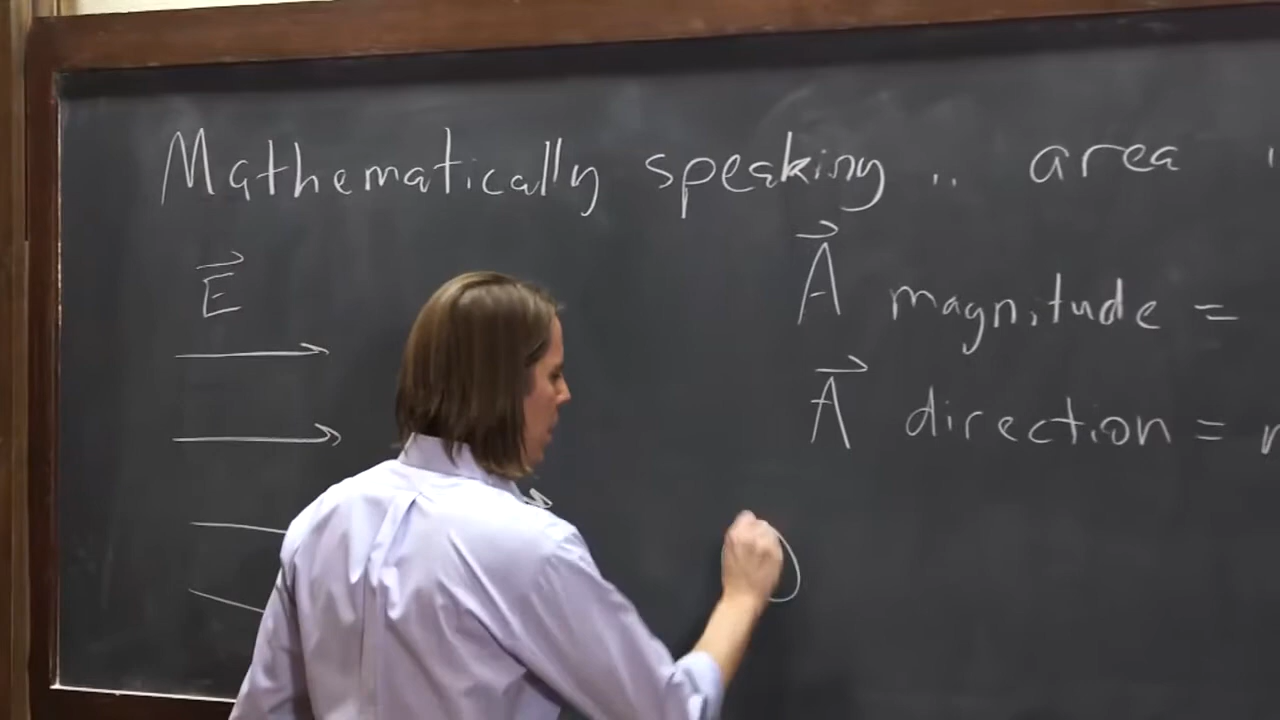 Mathematically speaking .. area
E
A magnitude =
A direction =